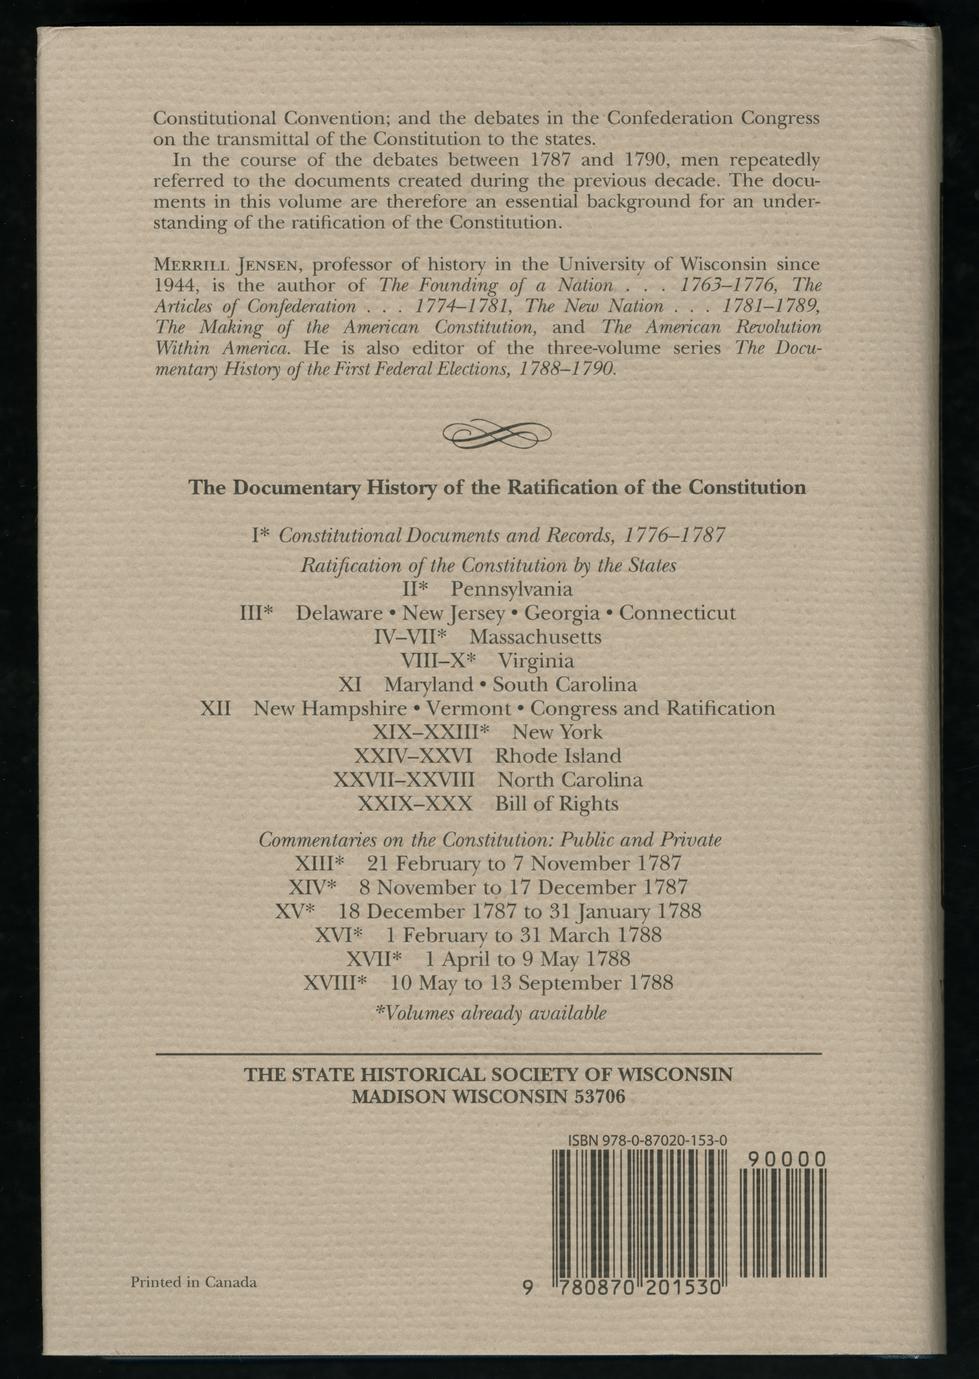 Constitutional Convention; and the debates in the Confederation Congress
on the transmittal of the Constitution to the states.
In the course of the debates between 1787 and 1790, men repeatedly
referred to the documents created during the previous decade. The docu-
ments in this volume are therefore an essential background for an under-
standing of the ratification of the Constitution.
MERRILL JENSEN, professor of history in the University of Wisconsin since
1944, is the author of The Founding of a Nation . . . 1763–1776, The
Articles of Confederation . . . 1774–1781, The New Nation . . . 1781–1789,
The Making of the American Constitution, and The American Revolution
Within America. He is also editor of the three-volume series The Docu-
mentary History of the First Federal Elections, 1788–1790.
The Documentary History of the Ratification of the Constitution
I* Constitutional Documents and Records, 1776–1787
Ratification of the Constitution by the States
II* Pennsylvania
III* Delaware • New Jersey • Georgia • Connecticut
IV–VII* Massachusetts
VIII–X* Virginia
XI Maryland • South Carolina
XII New Hampshire • Vermont • Congress and Ratification
XIX–XXIII* New York
XXIV–XXVI Rhode Island
XXVII–XXVIII North Carolina
XXIX–XXX Bill of Rights
Commentaries on the Constitution: Public and Private
XIII* 21 February to 7 November 1787
XIV* 8 November to 17 December 1787
XV* 18 December 1787 to 31 January 1788
XVI* 1 February to 31 March 1788
XVII* 1 April to 9 May 1788
XVIII* 10 May to 13 September 1788
*Volumes already available
THE STATE HISTORICAL SOCIETY OF WISCONSIN
MADISON WISCONSIN 53706
ISBN 978-0-87020-153-0
90000
9 780870 201530
Printed in Canada